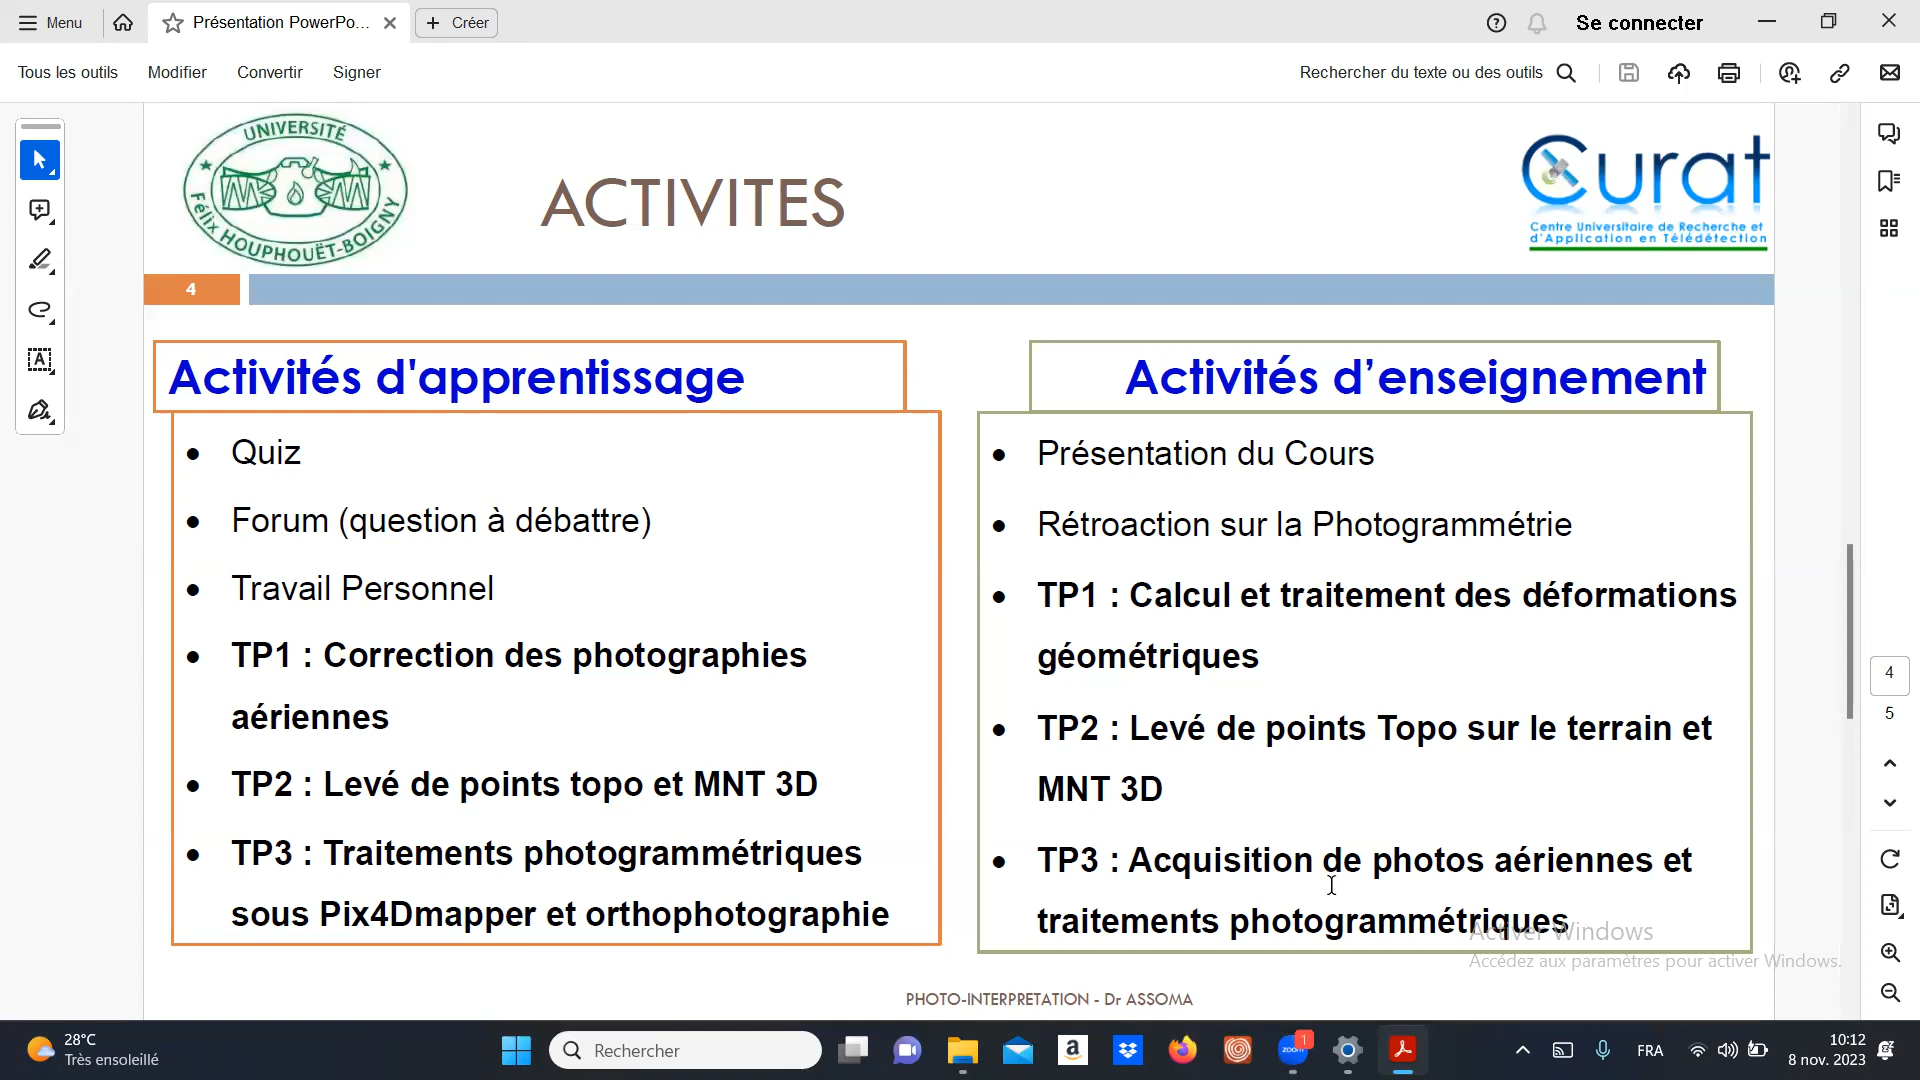 Menu
Présentation PowerPo...
Créer
Se connecter
Tous les outils
Modifier
Convertir
Signer
Rechercher du texte ou des outils
UNIVERSITÉ
Félix HOUPHOUËT-BOIGNY
ACTIVITES
Curat
Centre Universitaire de Recherche et
d'Application en Télédétection
4
Activités d'apprentissage
• Quiz
• Forum (question à débattre)
• Travail Personnel
• TP1 : Correction des photographies
aériennes
• TP2 : Levé de points topo et MNT 3D
• TP3 : Traitements photogrammétriques
sous Pix4Dmapper et orthophotographie
Activités d’enseignement
• Présentation du Cours
• Rétroaction sur la Photogrammétrie
• TP1 : Calcul et traitement des déformations
géométriques
• TP2 : Levé de points Topo sur le terrain et
MNT 3D
• TP3 : Acquisition de photos aériennes et
traitements photogrammétriques
4
5
Activer Windows
Accédez aux paramètres pour activer Windows.
PHOTO-INTERPRETATION - Dr ASSOMA
28°C
Très ensoleillé
Rechercher
a
zoom
1
FRA
10:12
8 nov. 2023